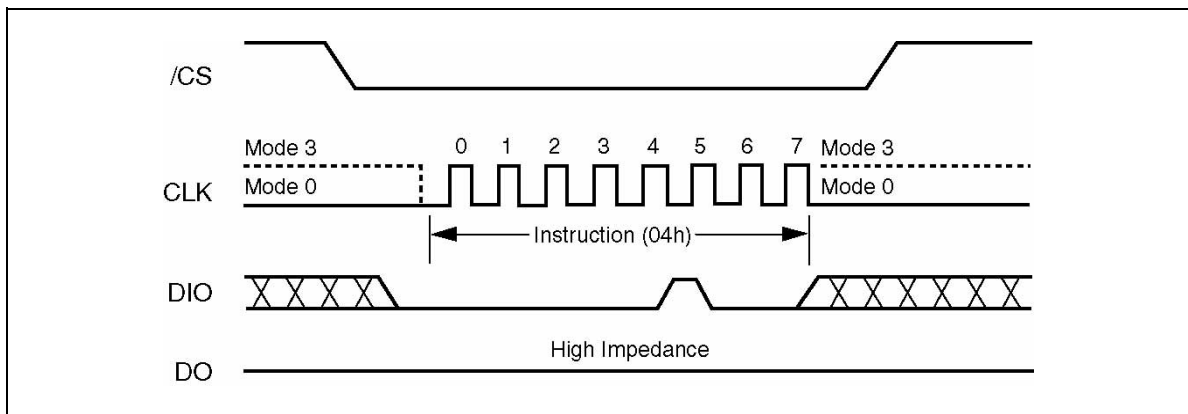 /CS
Mode 3
0 1 2 3 4 5 6 7
Mode 3
CLK
Mode 0
Mode 0
Instruction (04h)
DIO
High Impedance
DO